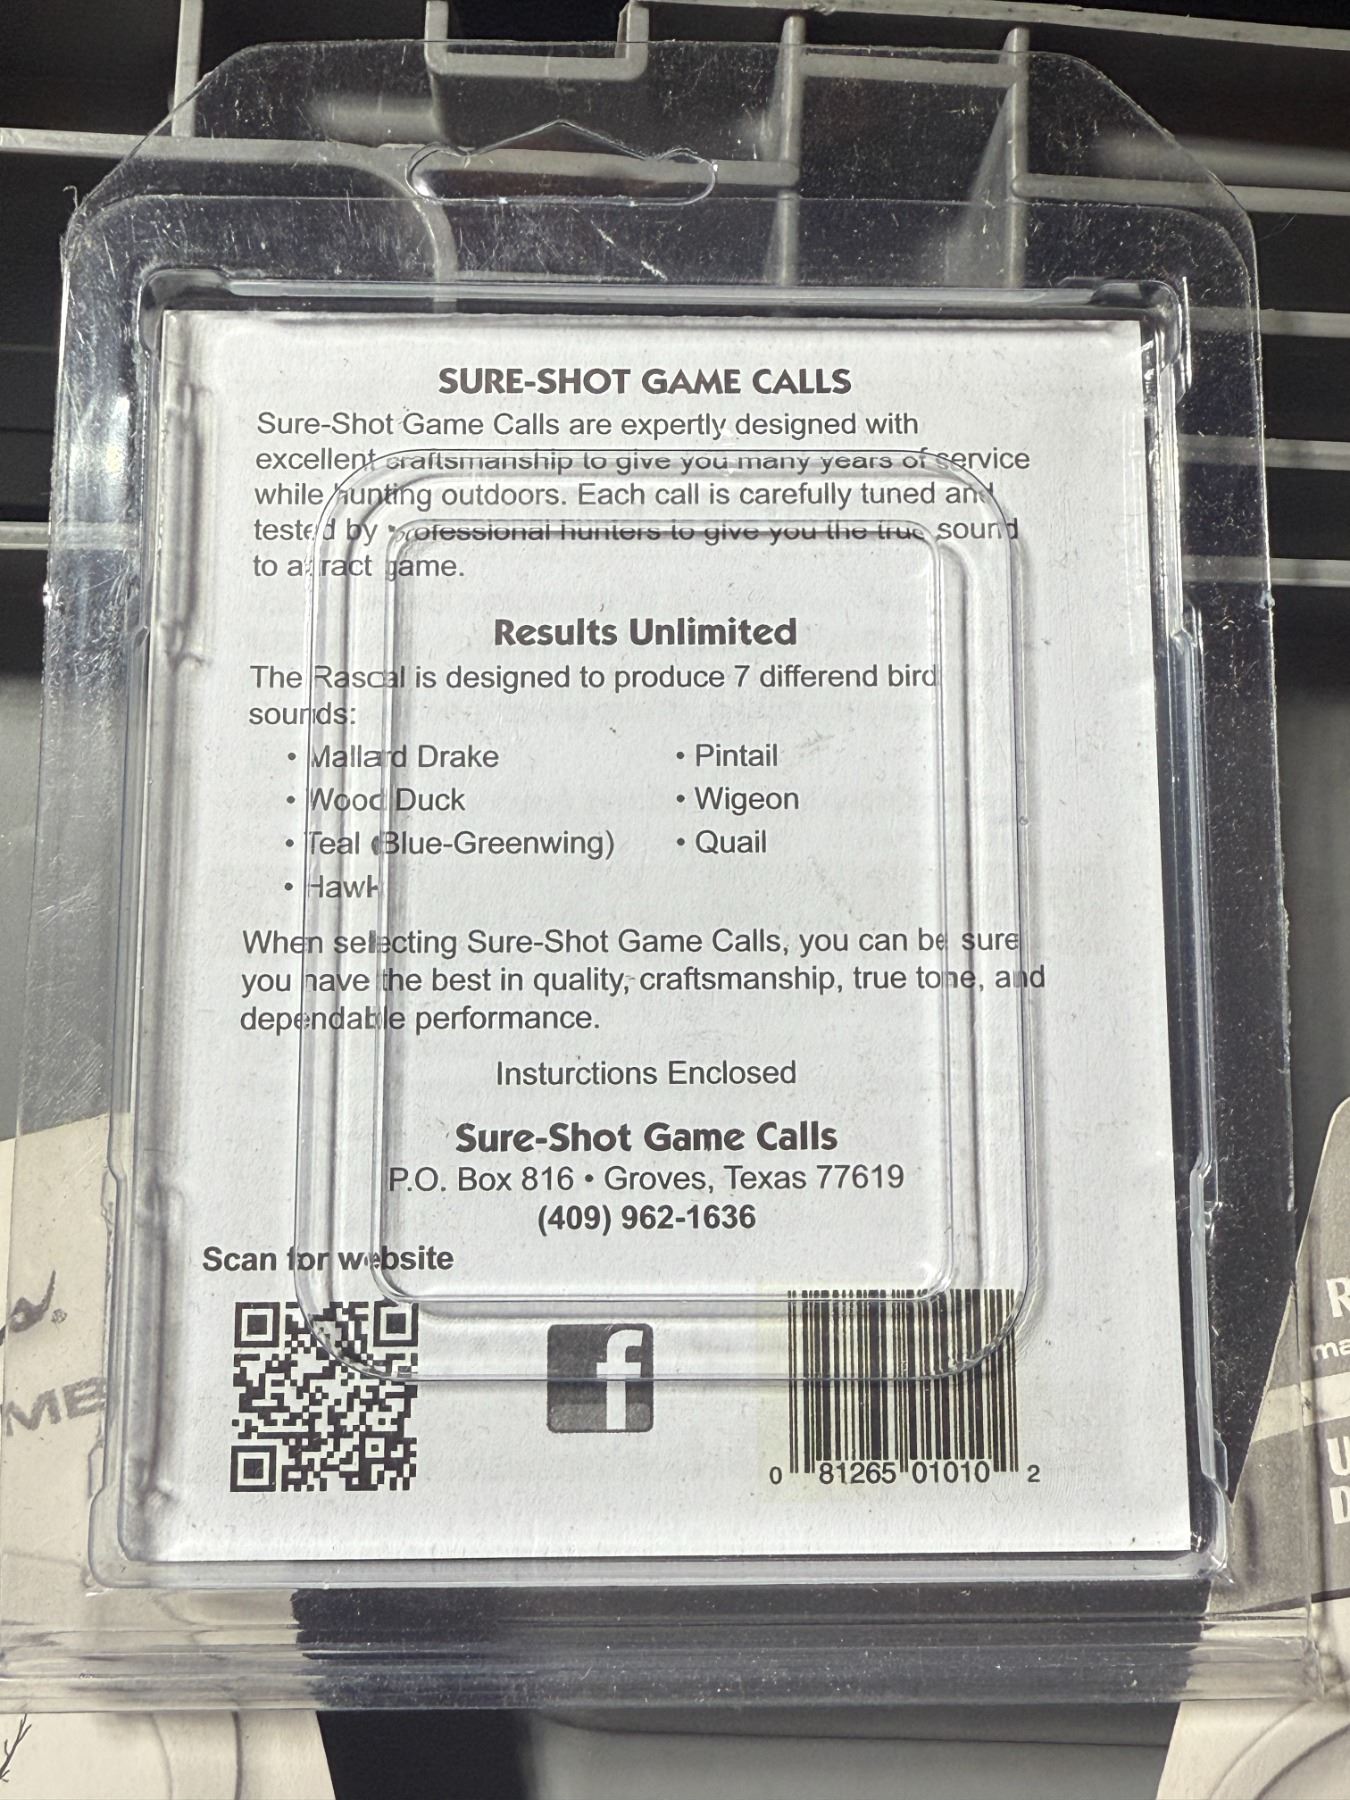 SURE-SHOT GAME CALLS
Sure-Shot Game Calls are expertly designed with
excellent craftsmanship to give you many years of service
while hunting outdoors. Each call is carefully tuned and
tested by professional hunters to give you the true sound
to attract game.
Results Unlimited
The Rascal is designed to produce 7 differend bird
sounds:
• Mallard Drake
• Wood Duck
• Teal (Blue-Greenwing)
• Hawk
• Pintail
• Wigeon
• Quail
When selecting Sure-Shot Game Calls, you can be sure
you have the best in quality, craftsmanship, true tone, and
dependable performance.
Insturctions Enclosed
Sure-Shot Game Calls
P.O. Box 816 • Groves, Texas 77619
(409) 962-1636
Scan for website
f
0 81265 01010 2